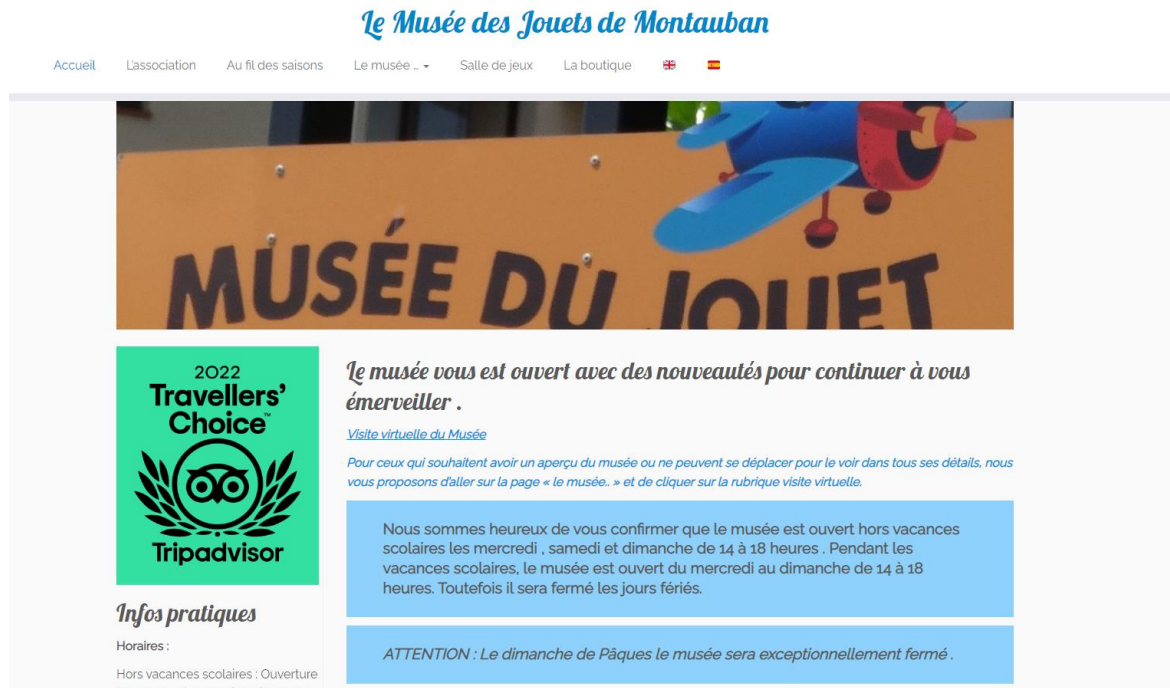 Le Musée des Jouets de Montauban
Accueil L'association Au fil des saisons Le musée .. Salle de jeux La boutique
MUSÉE DU JOUET
2022
Travellers'
Choice™
Tripadvisor
Infos pratiques
Horaires :
Hors vacances scolaires : Ouverture
Le musée vous est ouvert avec des nouveautés pour continuer à vous
émerveiller .
Visite virtuelle du Musée
Pour ceux qui souhaitent avoir un aperçu du musée ou ne peuvent se déplacer pour le voir dans tous ses détails, nous
vous proposons d'aller sur la page « le musée.. » et de cliquer sur la rubrique visite virtuelle.
Nous sommes heureux de vous confirmer que le musée est ouvert hors vacances
scolaires les mercredi , samedi et dimanche de 14 à 18 heures . Pendant les
vacances scolaires, le musée est ouvert du mercredi au dimanche de 14 à 18
heures. Toutefois il sera fermé les jours fériés.
ATTENTION : Le dimanche de Pâques le musée sera exceptionnellement fermé .